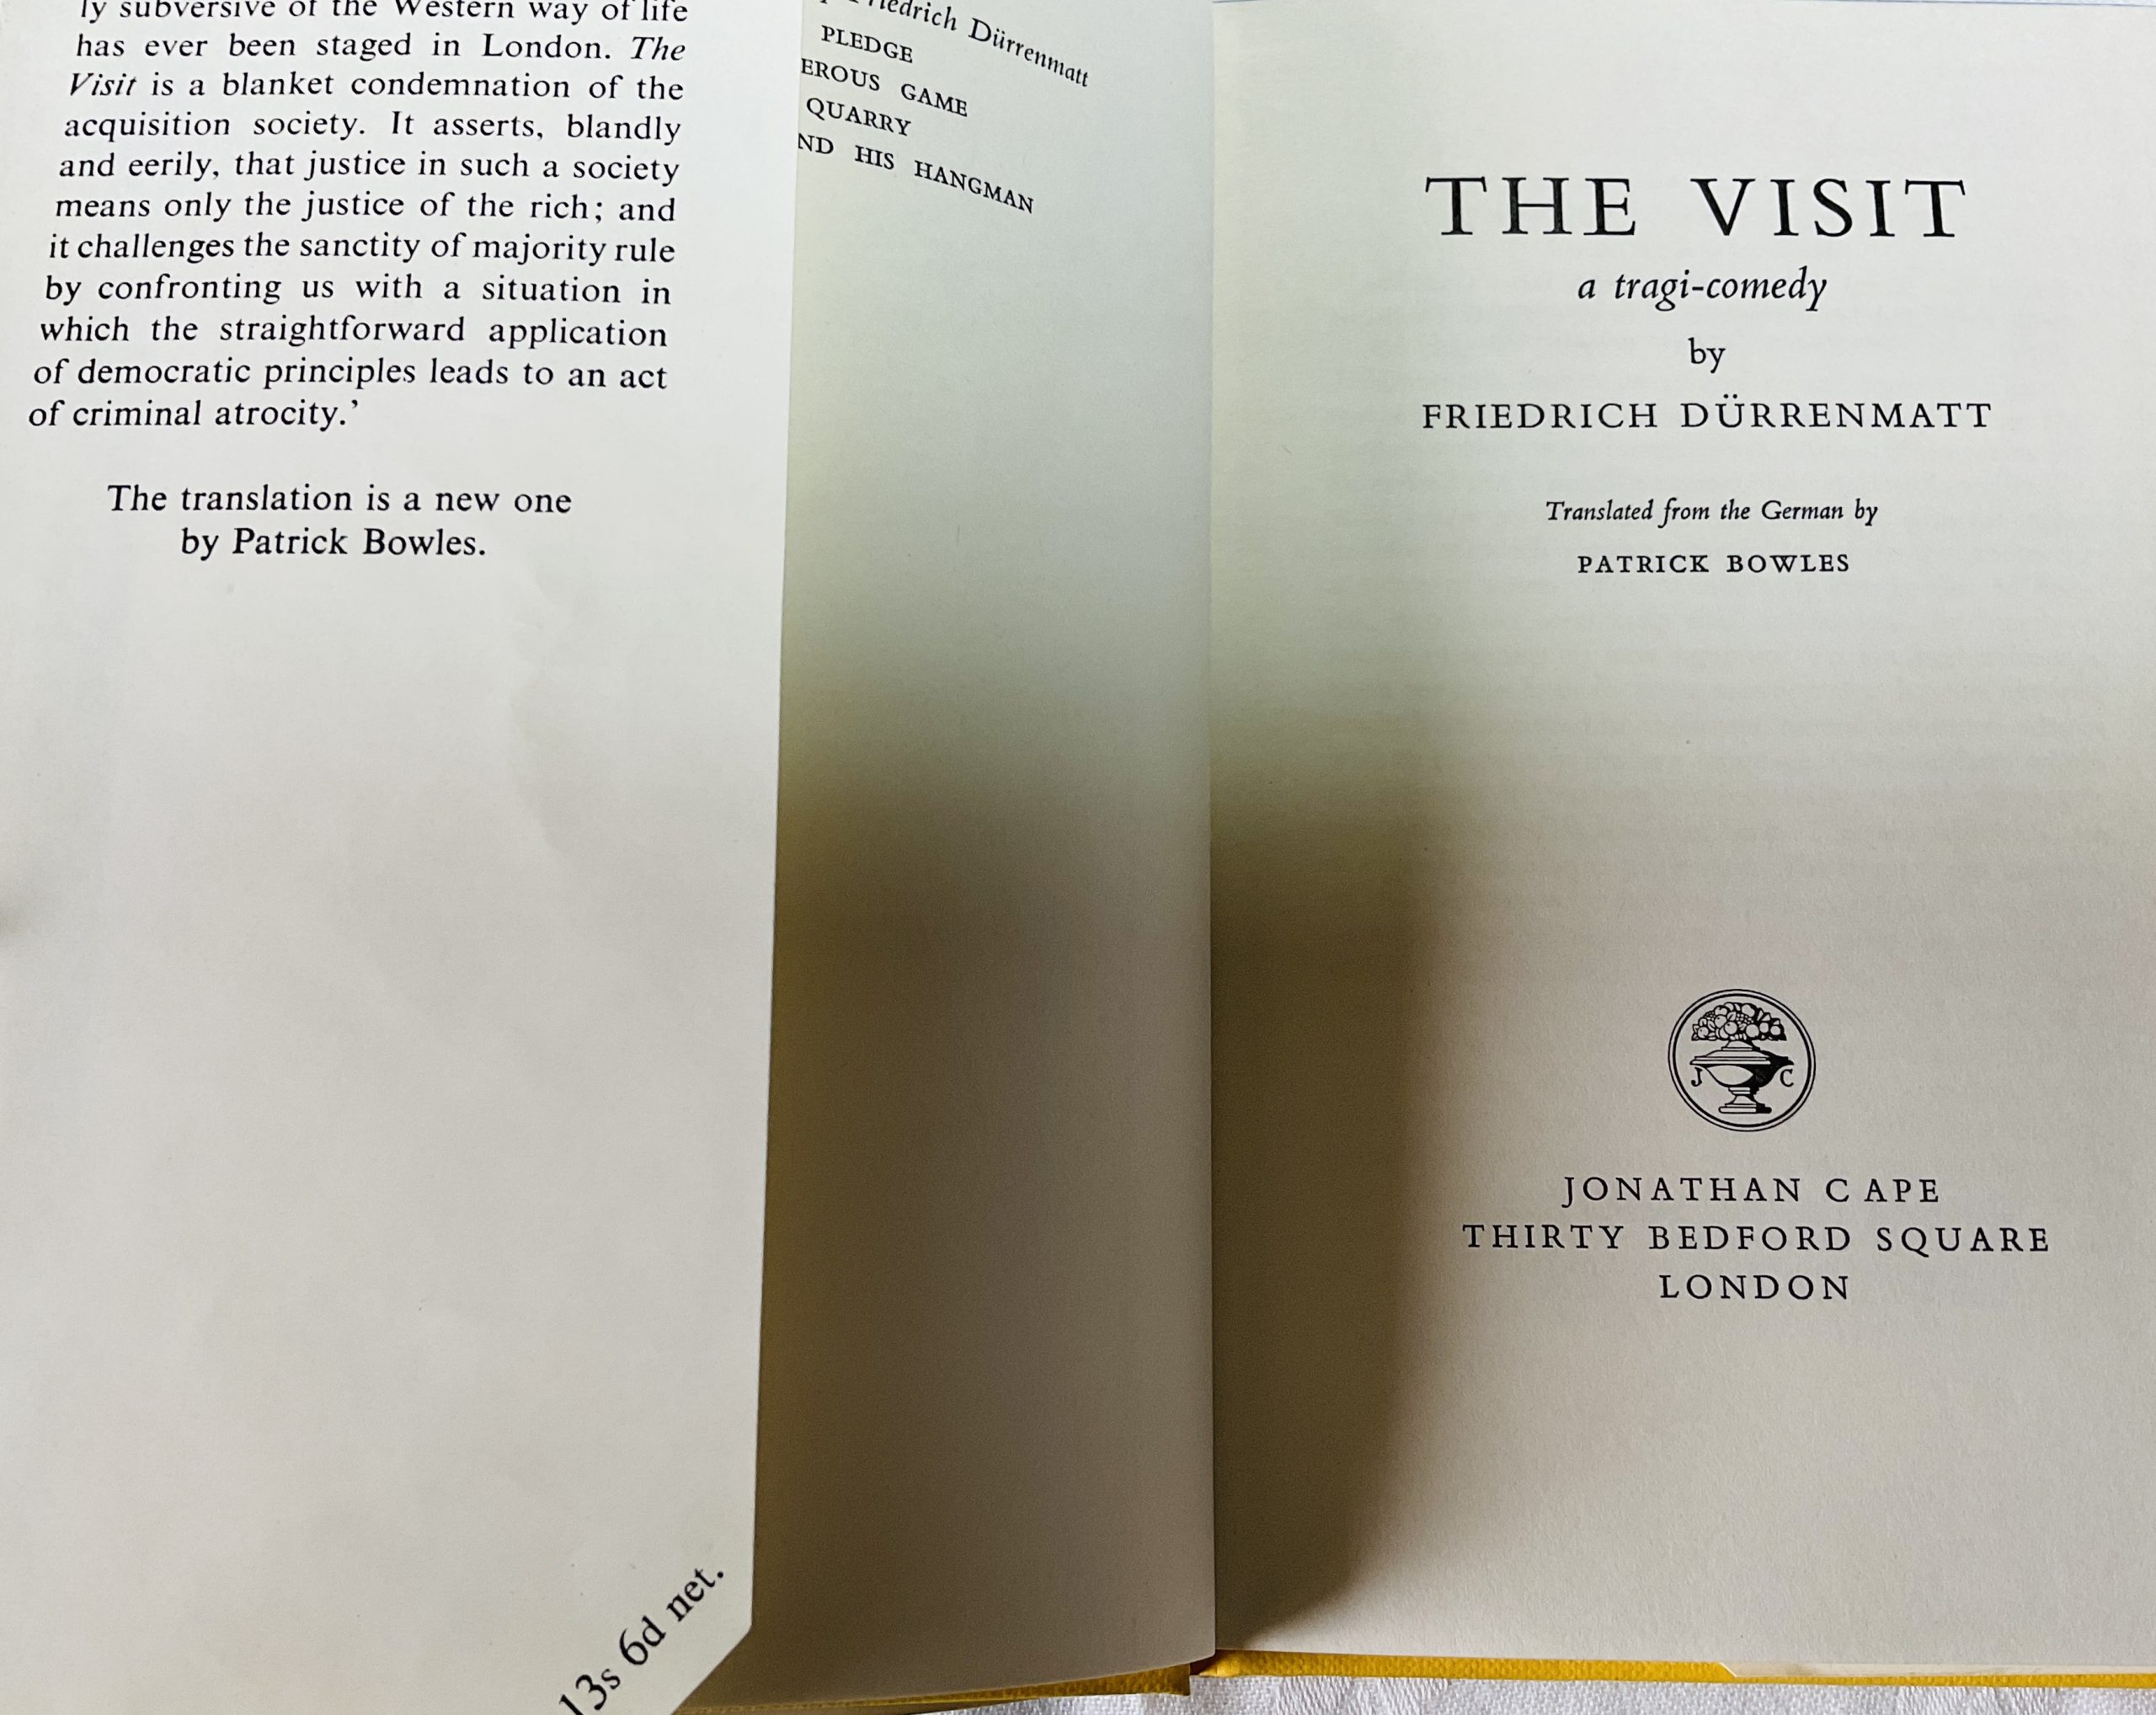 ly subversive of the Western way of life
has ever been staged in London. The
Visit is a blanket condemnation of the
acquisition society. It asserts, blandly
and eerily, that justice in such a society
means only the justice of the rich; and
it challenges the sanctity of majority rule
by confronting us with a situation in
which the straightforward application
of democratic principles leads to an act
of criminal atrocity.’
The translation is a new one
by Patrick Bowles.
13s 6d net.
Friedrich Dürrenmatt
PLEDGE
EROUS GAME
QUARRY
ND HIS HANGMAN
THE VISIT
a tragi-comedy
by
FRIEDRICH DÜRRENMATT
Translated from the German by
PATRICK BOWLES
J C
JONATHAN CAPE
THIRTY BEDFORD SQUARE
LONDON